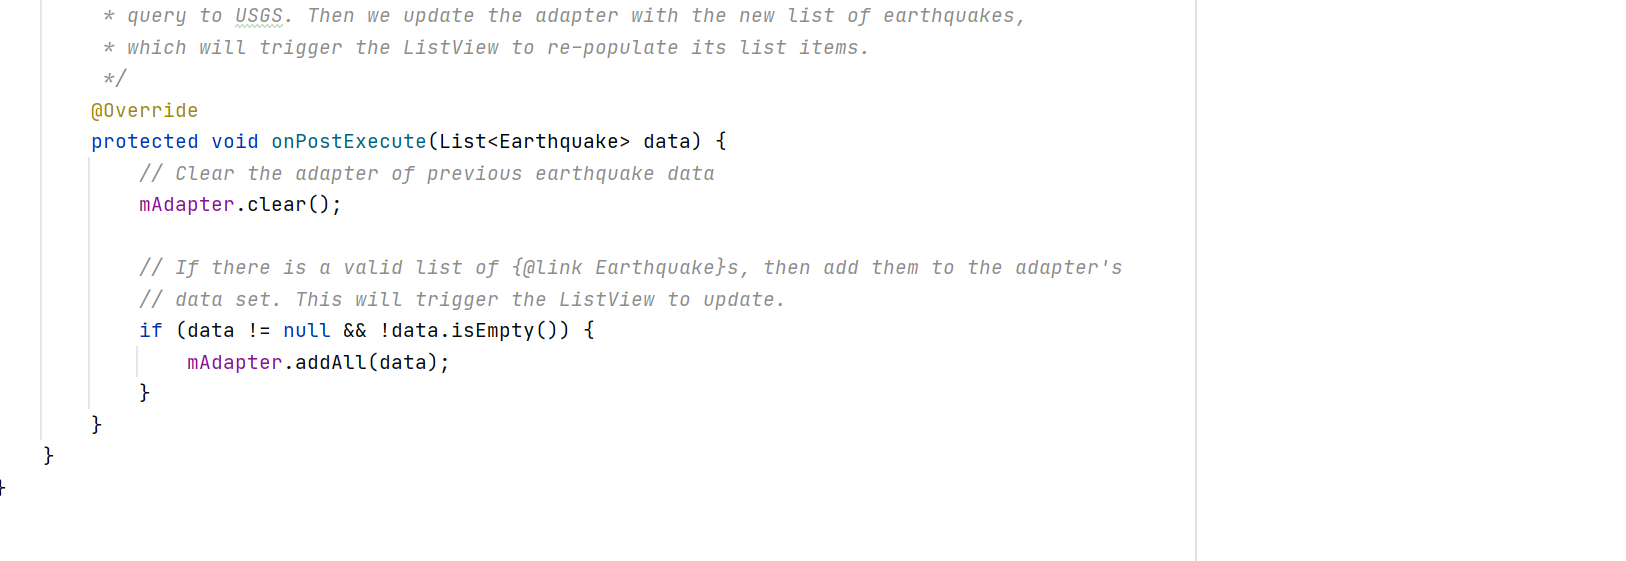 * query to USGS. Then we update the adapter with the new list of earthquakes,
* which will trigger the ListView to re-populate its list items.
*/
@Override
protected void onPostExecute(List<Earthquake> data) {
// Clear the adapter of previous earthquake data
mAdapter.clear();
// If there is a valid list of {@link Earthquake}s, then add them to the adapter's
// data set. This will trigger the ListView to update.
if (data != null && !data.isEmpty()) {
mAdapter.addAll(data);
}
}
}
}